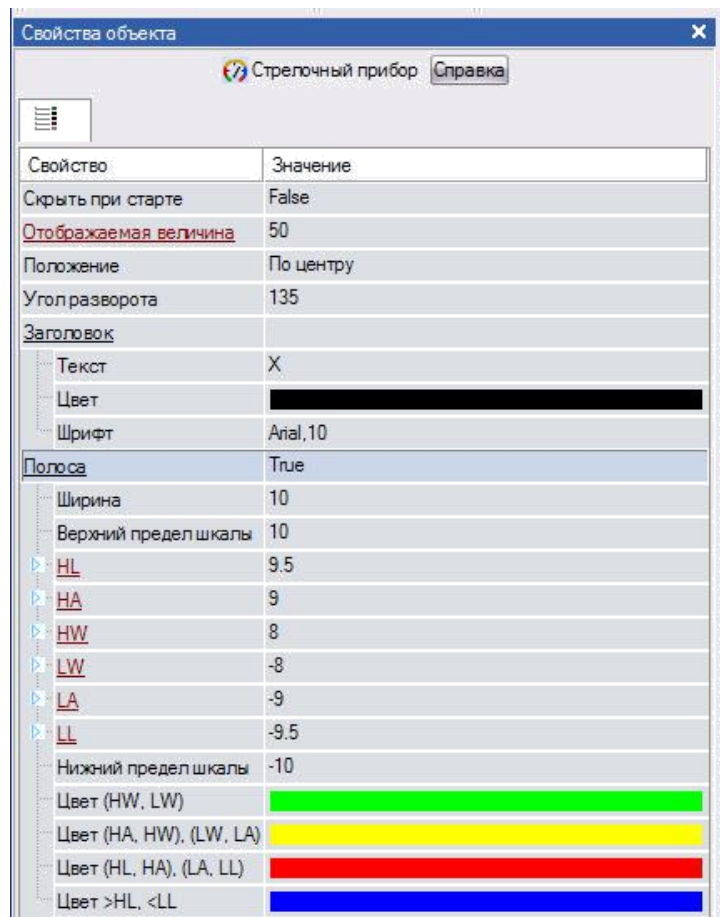 Свойства объекта
Стрелочный прибор Справка
Свойство Значение
Скрыть при старте False
Отображаемая величина 50
Положение По центру
Угол разворота 135
Заголовок
Текст X
Цвет
Шрифт Arial,10
Полоса True
Ширина 10
Верхний предел шкалы 10
HL 9.5
HA 9
HW 8
LW -8
LA -9
LL -9.5
Нижний предел шкалы -10
Цвет (HW, LW)
Цвет (HA, HW), (LW, LA)
Цвет (HL, HA), (LA, LL)
Цвет >HL, <LL